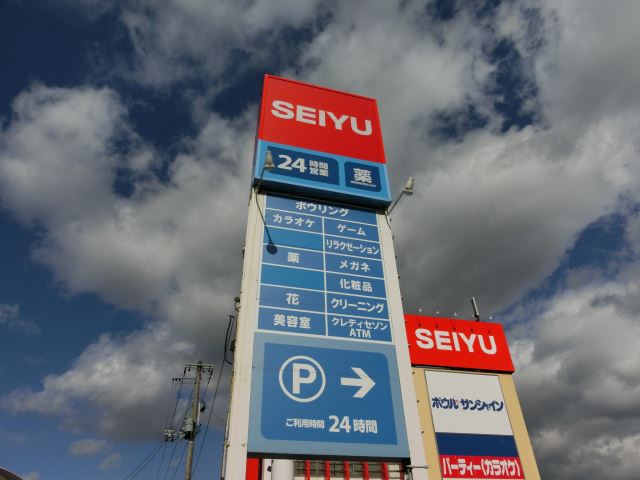 SEIYU
24時間営業
薬
ボウリング
カラオケ
ゲーム
リラクゼーション
薬
メガネ
化粧品
花
クリーニング
美容室
クレディセゾン
ATM
P →
ご利用時間 24時間
SEIYU
ボウル・サンシャイン
パーティー(カラオケ)